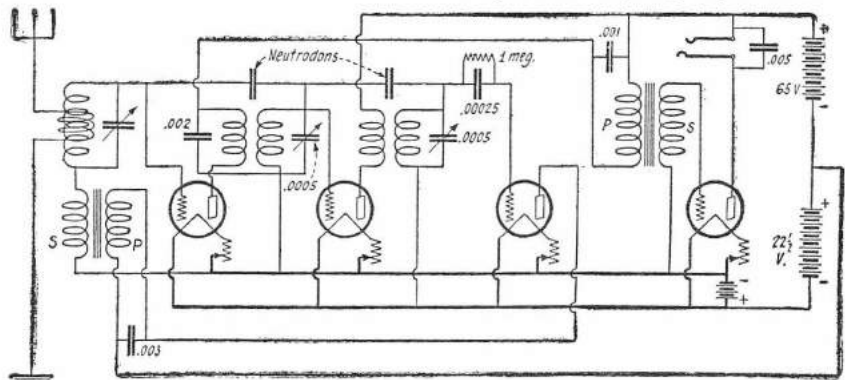 Neutrodons
1 meg.
.001
.005
+
65 V.
-
.002
.00025
.0005
.0005
P
S
S
P
+
22½ V.
-
-
+
.003